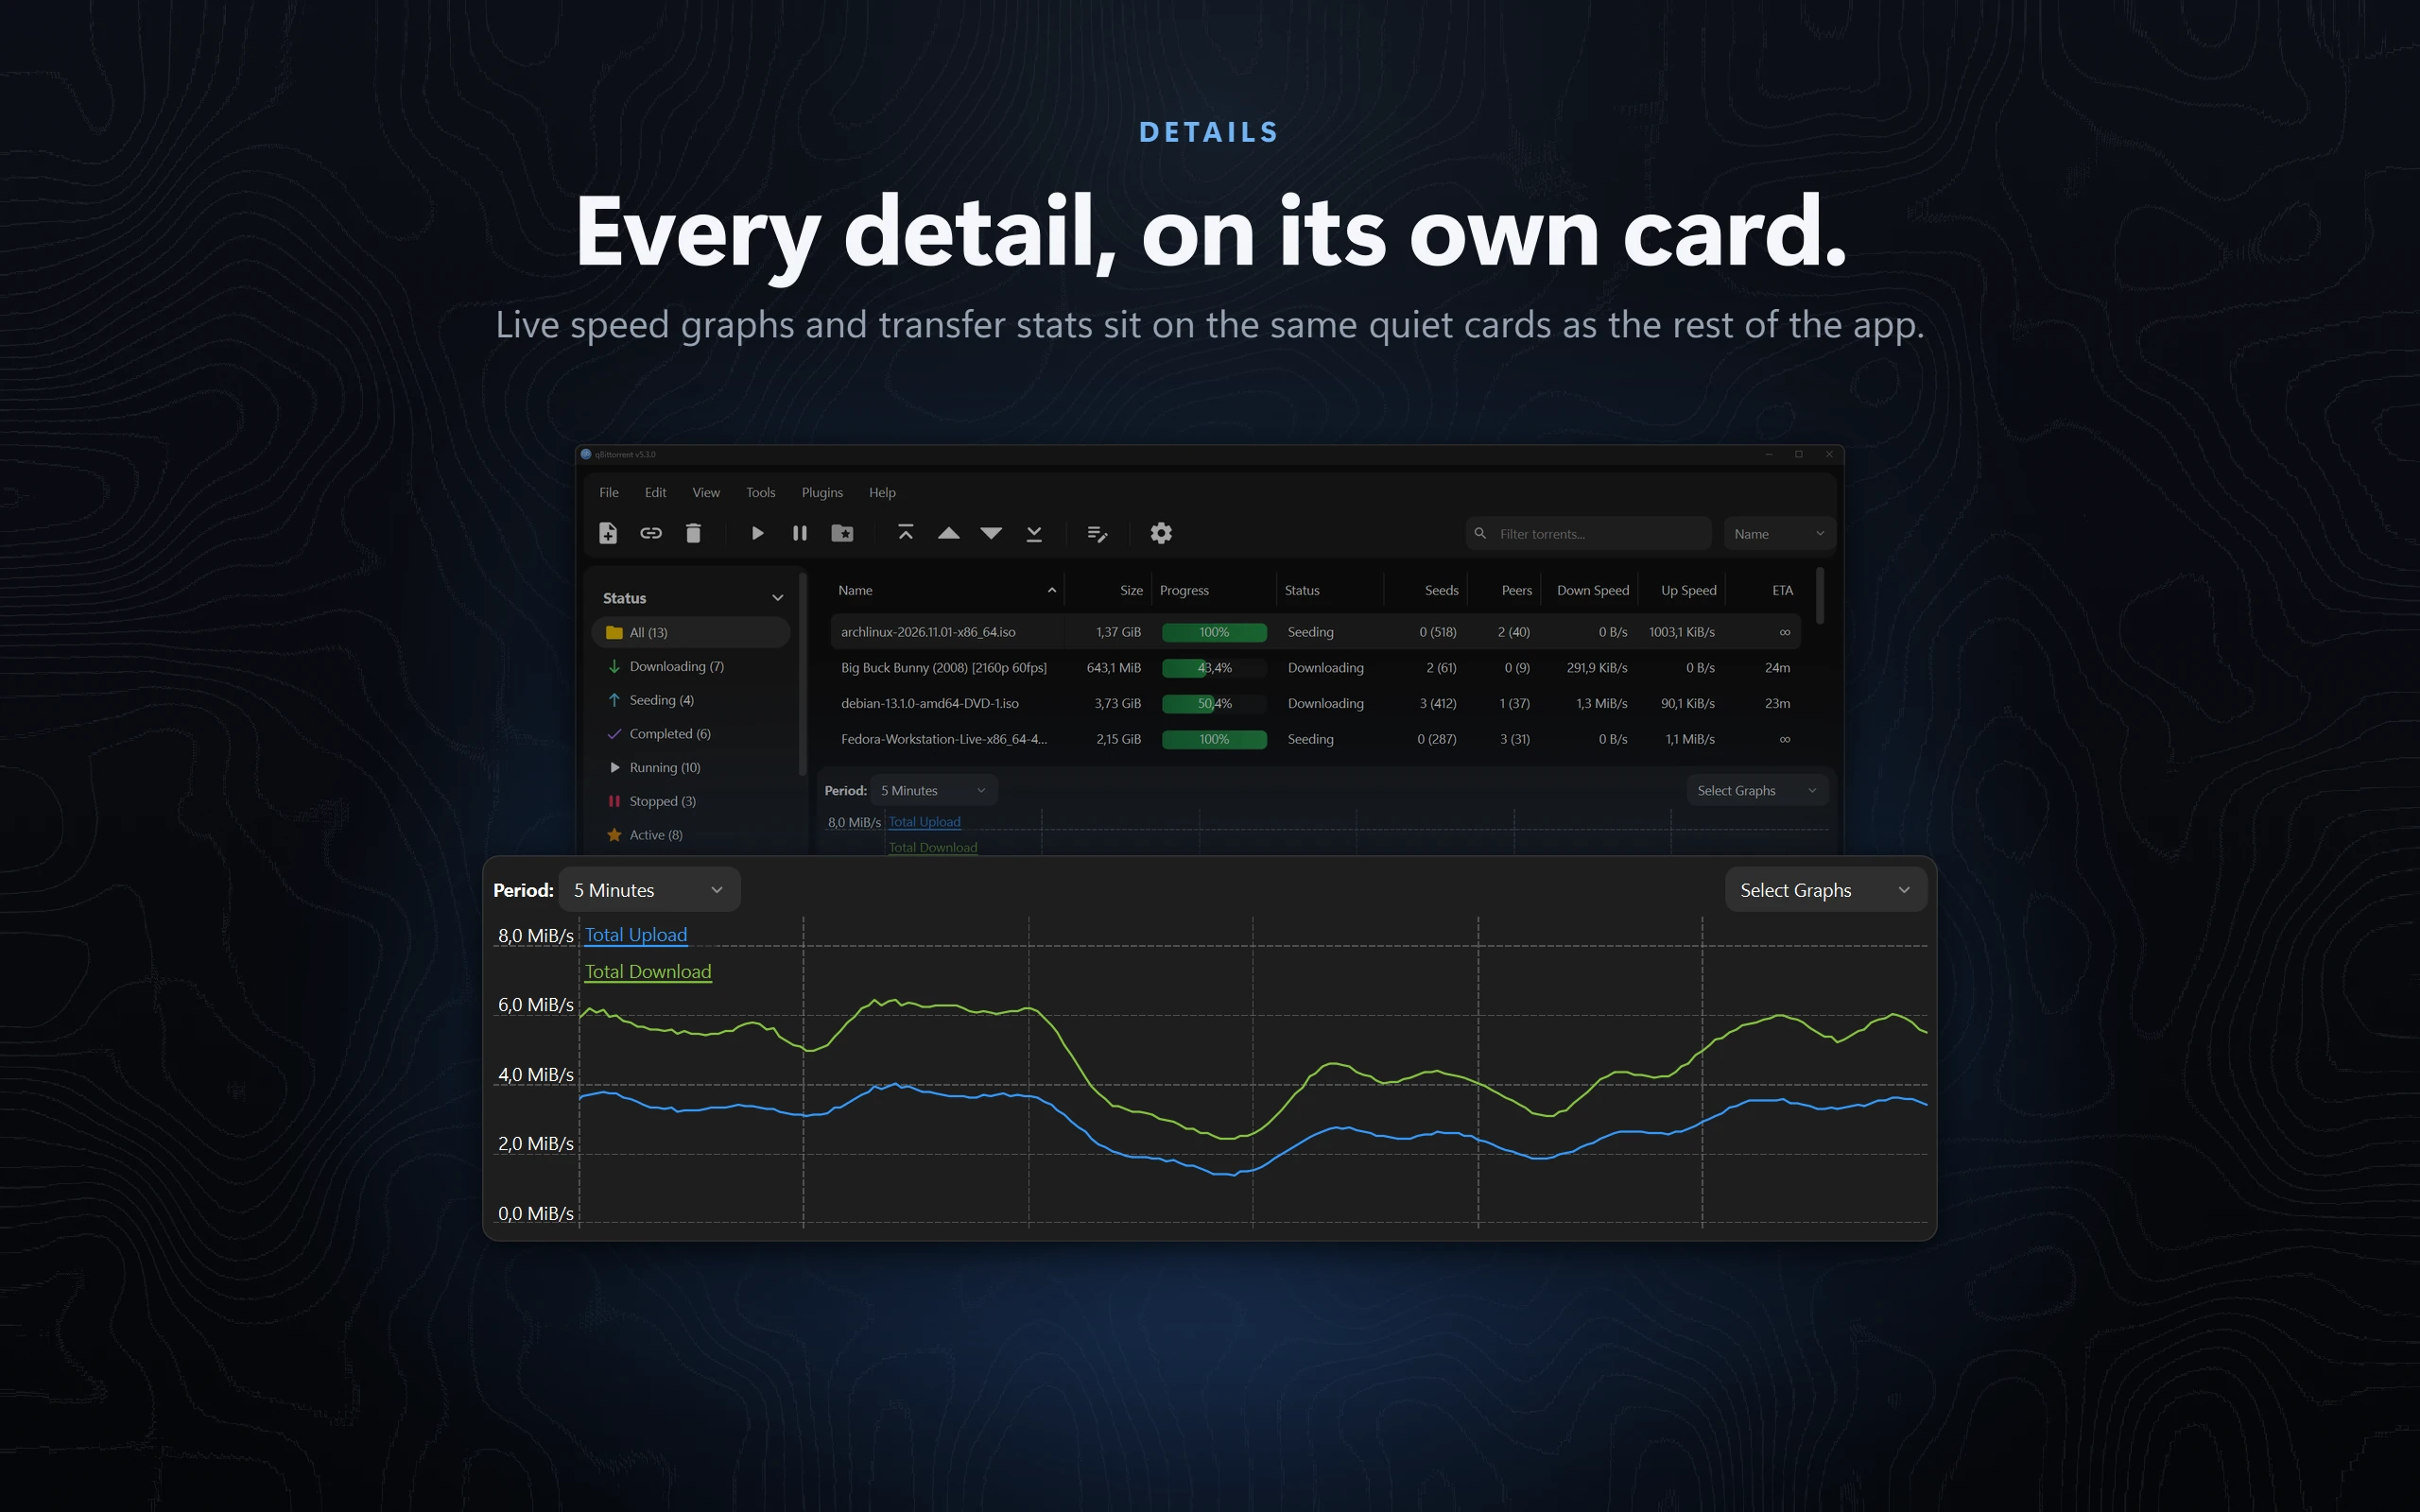 DETAILS
Every detail, on its own card.
Live speed graphs and transfer stats sit on the same quiet cards as the rest of the app.
qBittorrent v5.3.0
File Edit View Tools Plugins Help
Filter torrents... Name
Status
All (13)
Downloading (7)
Seeding (4)
Completed (6)
Running (10)
Stopped (3)
Active (8)
Name Size Progress Status Seeds Peers Down Speed Up Speed ETA
archlinux-2026.11.01-x86_64.iso 1,37 GiB 100% Seeding 0 (518) 2 (40) 0 B/s 1003,1 KiB/s ∞
Big Buck Bunny (2008) [2160p 60fps] 643,1 MiB 43,4% Downloading 2 (61) 0 (9) 291,9 KiB/s 0 B/s 24m
debian-13.1.0-amd64-DVD-1.iso 3,73 GiB 50,4% Downloading 3 (412) 1 (37) 1,3 MiB/s 90,1 KiB/s 23m
Fedora-Workstation-Live-x86_64-4... 2,15 GiB 100% Seeding 0 (287) 3 (31) 0 B/s 1,1 MiB/s ∞
Period: 5 Minutes Select Graphs
8,0 MiB/s Total Upload
Total Download
Period: 5 Minutes Select Graphs
8,0 MiB/s Total Upload
Total Download
6,0 MiB/s
4,0 MiB/s
2,0 MiB/s
0,0 MiB/s